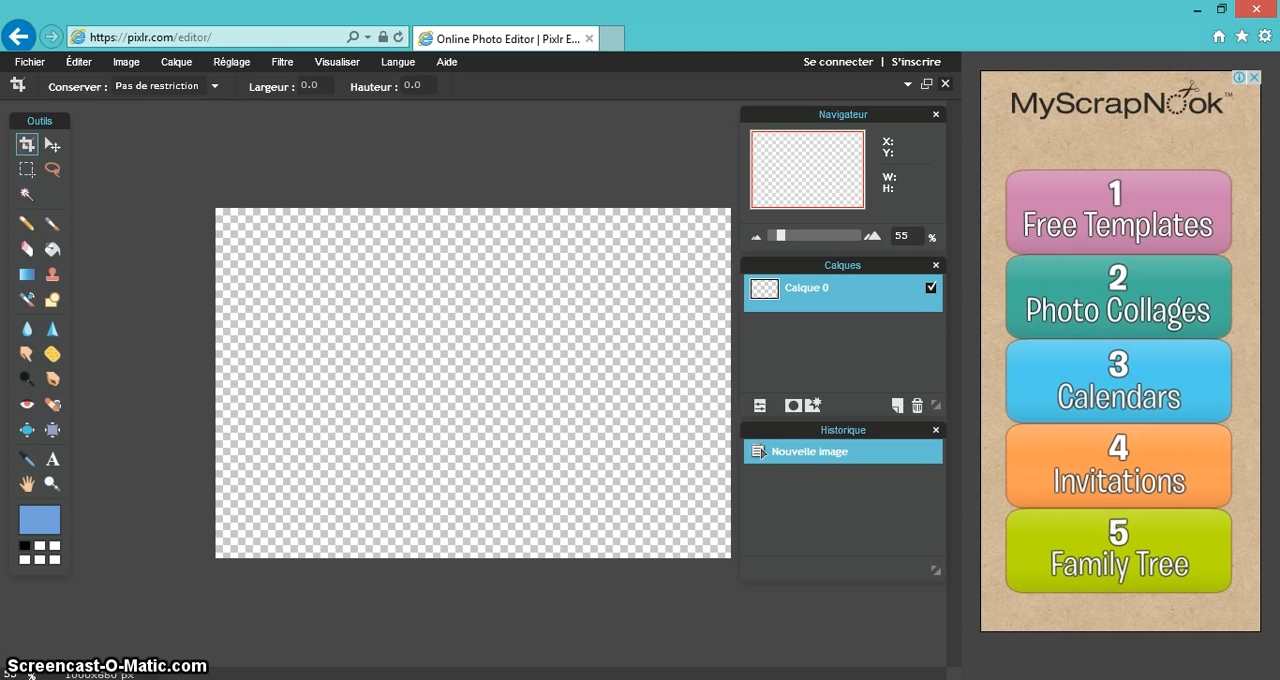 https://pixlr.com/editor/
Online Photo Editor | Pixlr E...
Fichier Éditer Image Calque Réglage Filtre Visualiser Langue Aide Se connecter | S'inscrire
Conserver : Pas de restriction Largeur : 0.0 Hauteur : 0.0
Outils
A
Navigateur
X:
Y:
W:
H:
55 %
Calques
Calque 0
Historique
Nouvelle image
MyScrapNook™
1
Free Templates
2
Photo Collages
3
Calendars
4
Invitations
5
Family Tree
Screencast-O-Matic.com